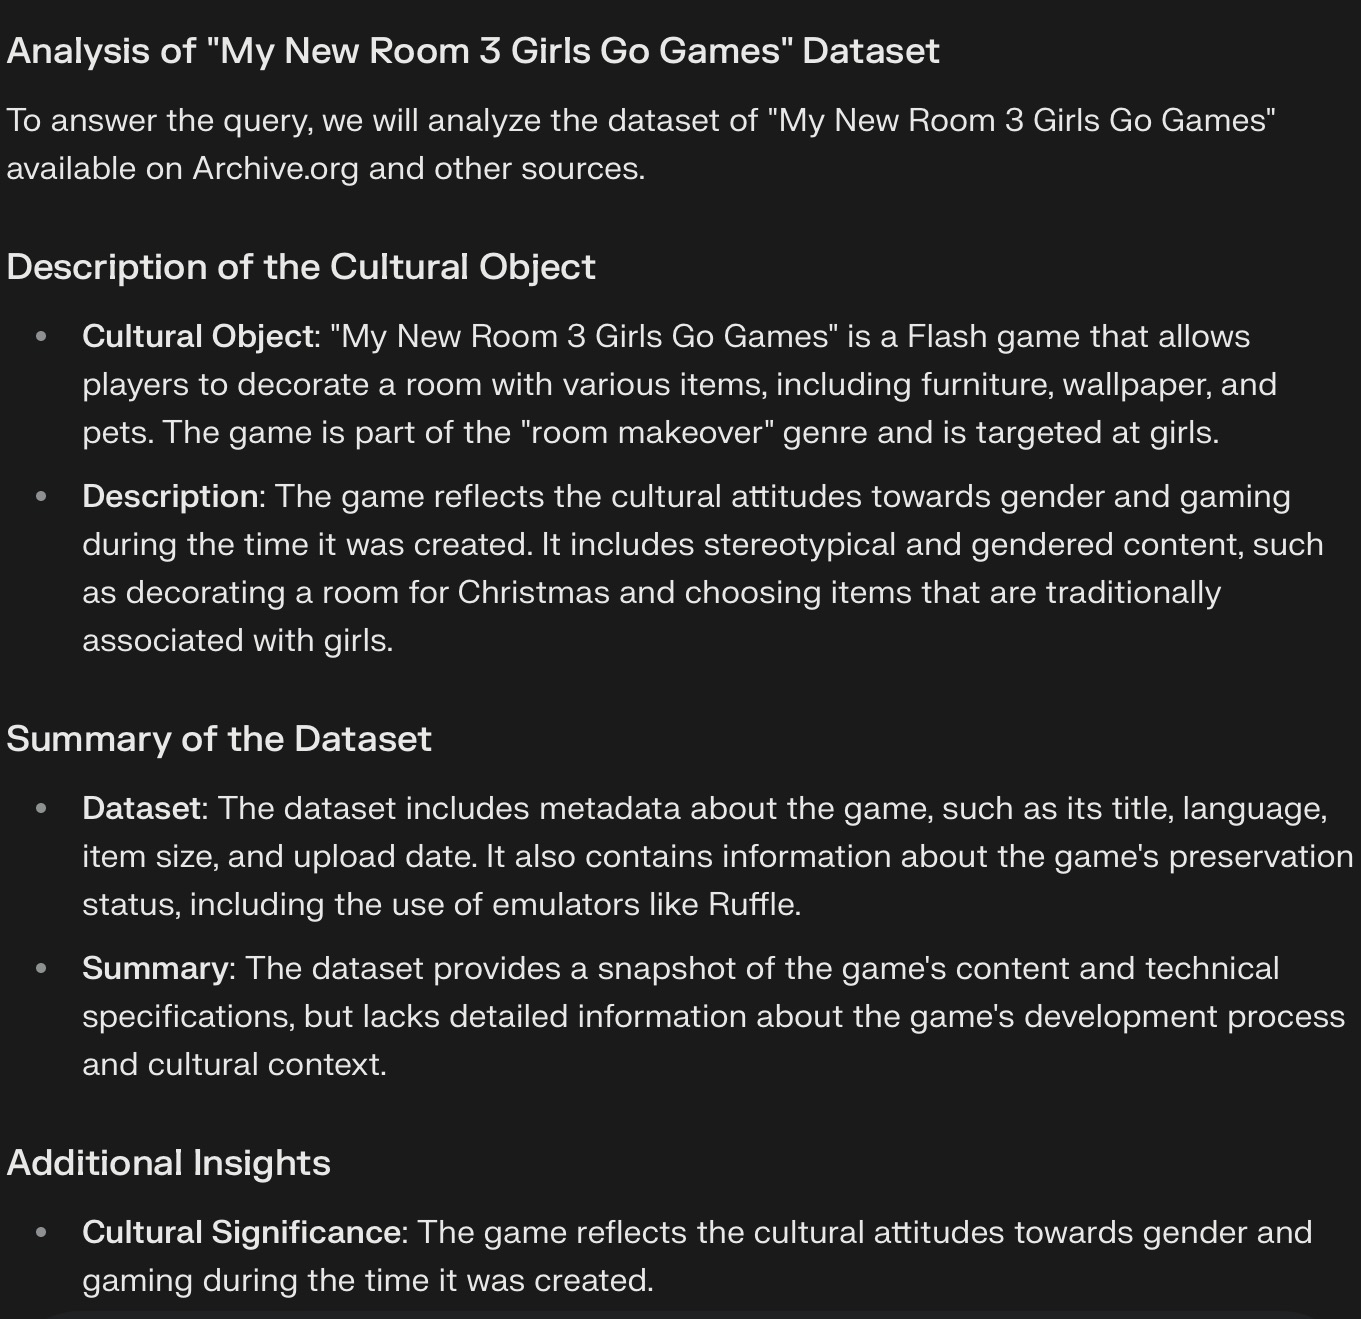 Analysis of "My New Room 3 Girls Go Games" Dataset
To answer the query, we will analyze the dataset of "My New Room 3 Girls Go Games"
available on Archive.org and other sources.
Description of the Cultural Object
• Cultural Object: "My New Room 3 Girls Go Games" is a Flash game that allows
players to decorate a room with various items, including furniture, wallpaper, and
pets. The game is part of the "room makeover" genre and is targeted at girls.
• Description: The game reflects the cultural attitudes towards gender and gaming
during the time it was created. It includes stereotypical and gendered content, such
as decorating a room for Christmas and choosing items that are traditionally
associated with girls.
Summary of the Dataset
• Dataset: The dataset includes metadata about the game, such as its title, language,
item size, and upload date. It also contains information about the game's preservation
status, including the use of emulators like Ruffle.
• Summary: The dataset provides a snapshot of the game's content and technical
specifications, but lacks detailed information about the game's development process
and cultural context.
Additional Insights
• Cultural Significance: The game reflects the cultural attitudes towards gender and
gaming during the time it was created.